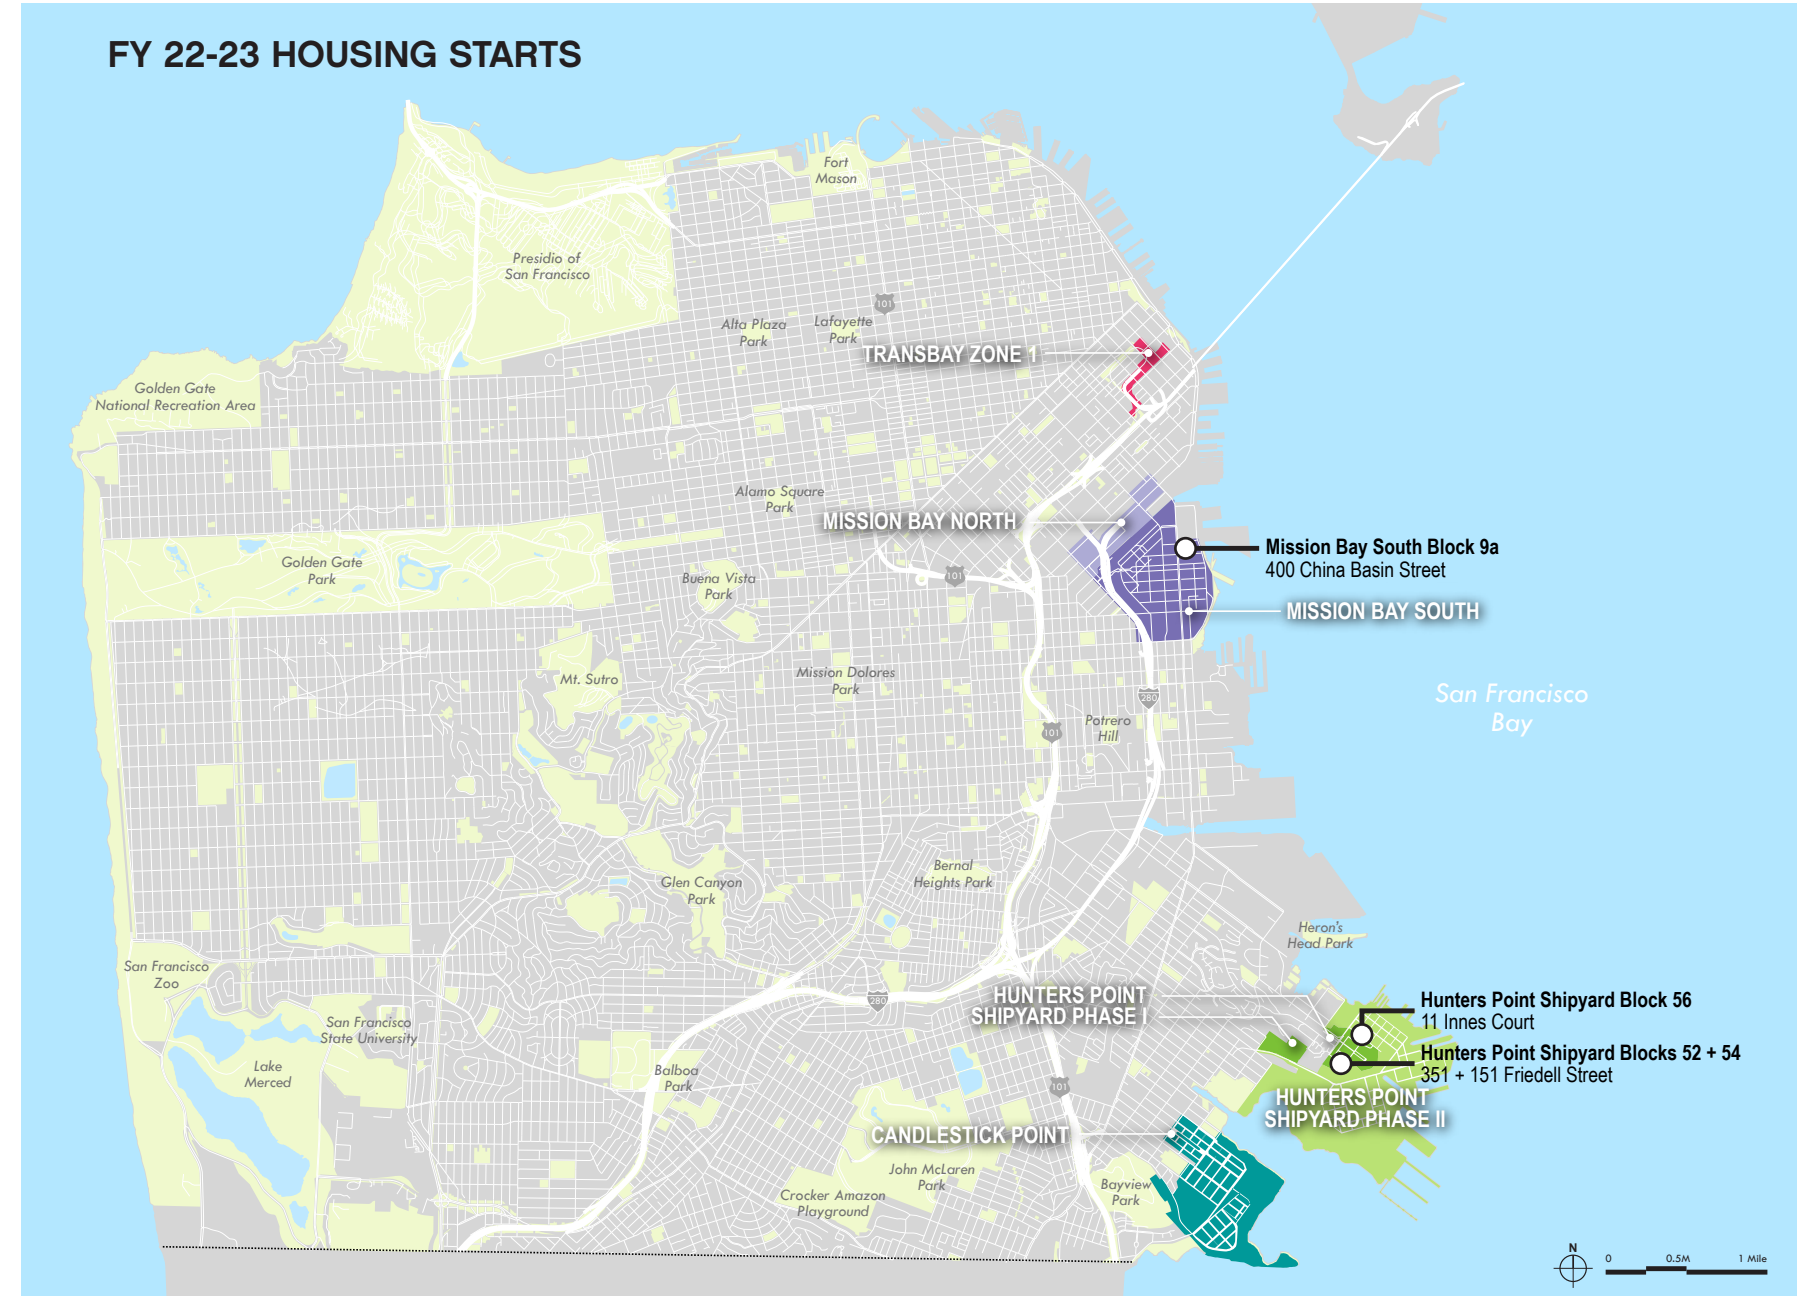 FY 22-23 HOUSING STARTS
Fort
Mason
Presidio of
San Francisco
101
Alta Plaza
Park
Lafayette
Park
TRANSBAY ZONE 1
Golden Gate
National Recreation Area
Alamo Square
Park
MISSION BAY NORTH
Mission Bay South Block 9a
400 China Basin Street
Golden Gate
Park
Buena Vista
Park
101
MISSION BAY SOUTH
Mt. Sutro
Mission Dolores
Park
280
San Francisco
Bay
Potrero
Hill
101
Glen Canyon
Park
Bernal
Heights Park
Heron's
Head Park
San Francisco
Zoo
280
HUNTERS POINT
SHIPYARD PHASE I
Hunters Point Shipyard Block 56
11 Innes Court
San Francisco
State University
Hunters Point Shipyard Blocks 52 + 54
351 + 151 Friedell Street
Lake
Merced
Balboa
Park
101
HUNTERS POINT
SHIPYARD PHASE II
CANDLESTICK POINT
John McLaren
Park
Bayview
Park
Crocker Amazon
Playground
N
0 0.5M 1 Mile